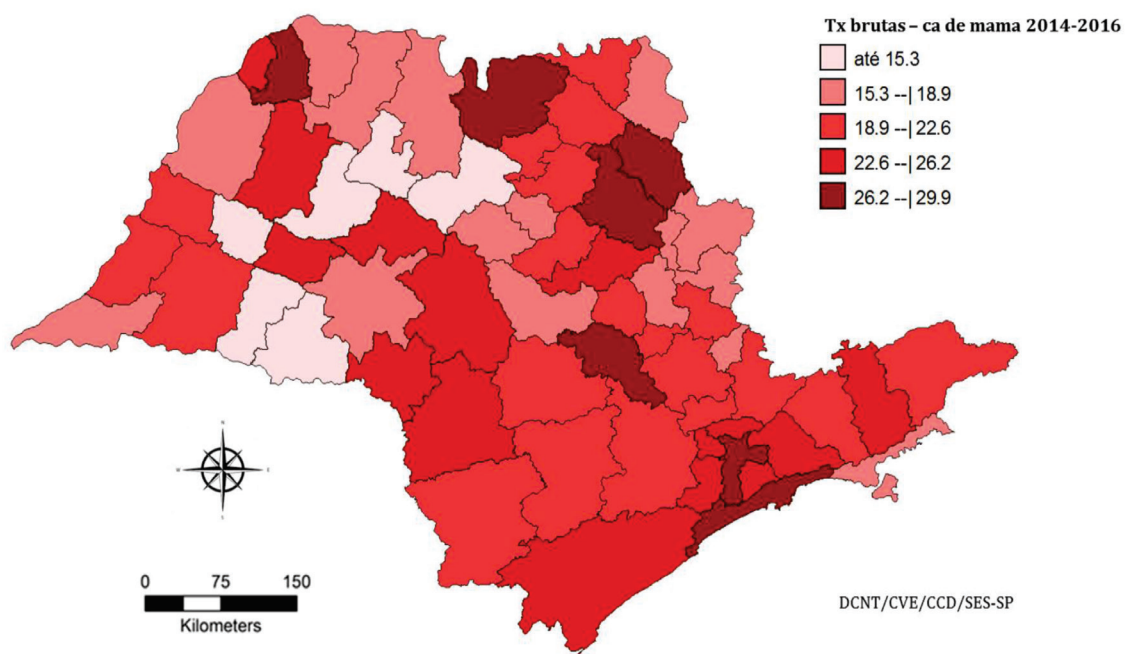 Tx brutas – ca de mama 2014-2016
até 15.3
15.3 --| 18.9
18.9 --| 22.6
22.6 --| 26.2
26.2 --| 29.9
N
S
0 75 150
Kilometers
DCNT/CVE/CCD/SES-SP